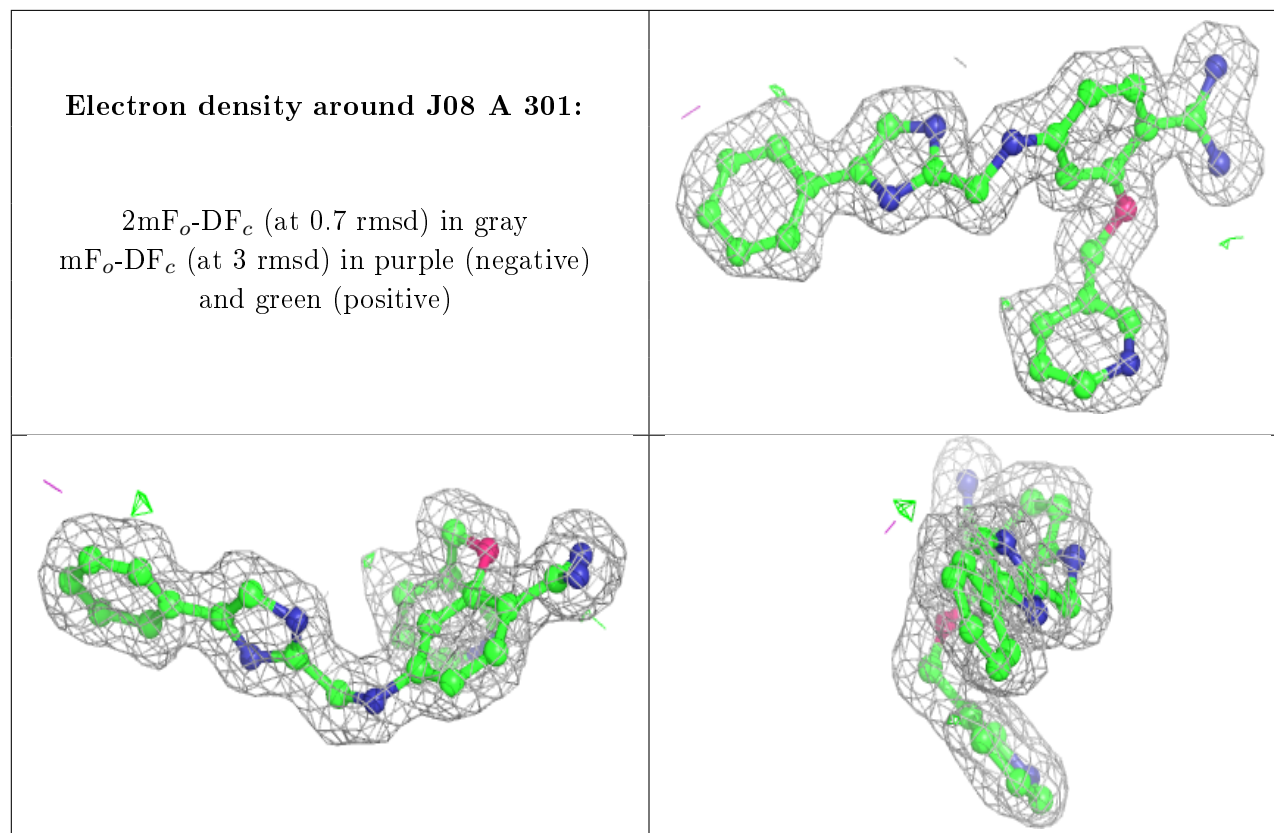 Electron density around J08 A 301:
2mFₒ-DF𝑐 (at 0.7 rmsd) in gray
mFₒ-DF𝑐 (at 3 rmsd) in purple (negative)
and green (positive)